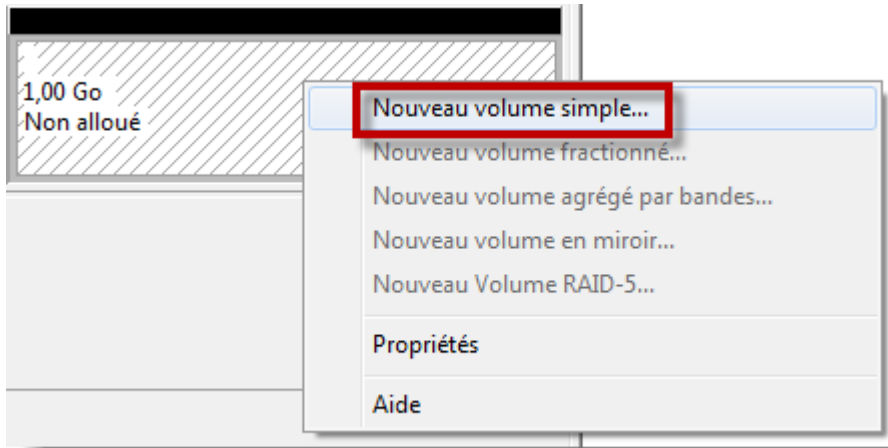 1,00 Go
Non alloué
Nouveau volume simple...
Nouveau volume fractionné...
Nouveau volume agrégé par bandes...
Nouveau volume en miroir...
Nouveau Volume RAID-5...
Propriétés
Aide